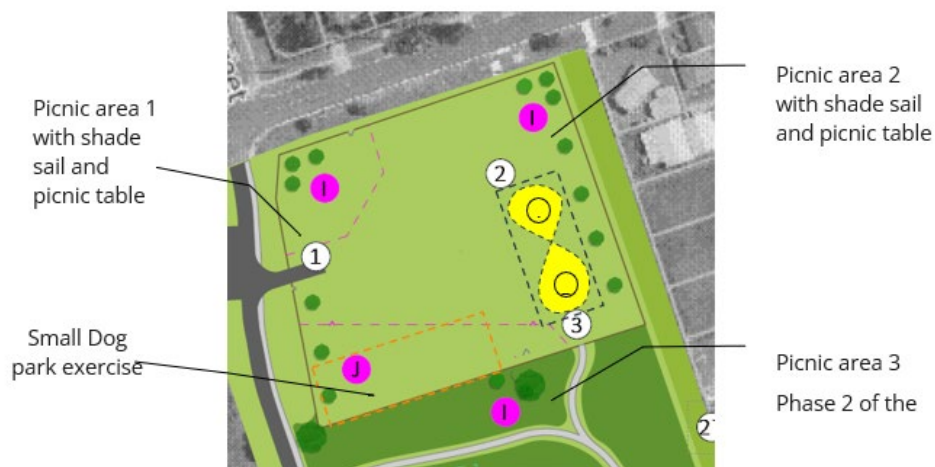 Picnic area 1
with shade
sail and
picnic table
Small Dog
park exercise
Picnic area 2
with shade sail
and picnic table
Picnic area 3
Phase 2 of the
I
I
2
1
3
J
I